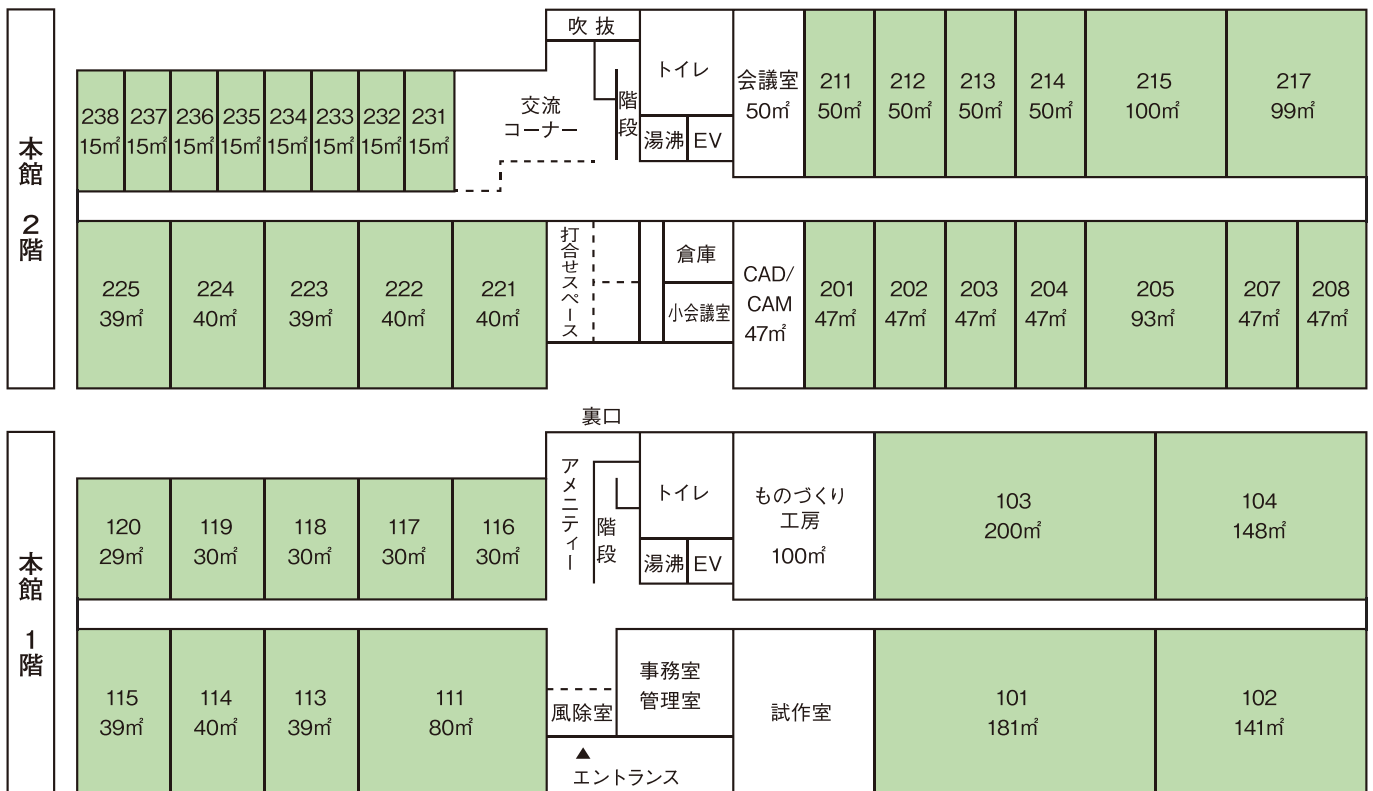 本館 2階
吹抜
トイレ
会議室
50㎡
211
50㎡
212
50㎡
213
50㎡
214
50㎡
215
100㎡
217
99㎡
238
15㎡
237
15㎡
236
15㎡
235
15㎡
234
15㎡
233
15㎡
232
15㎡
231
15㎡
交流
コーナー
階段
湯沸
EV
225
39㎡
224
40㎡
223
39㎡
222
40㎡
221
40㎡
打合せスペース
倉庫
小会議室
CAD/
CAM
47㎡
201
47㎡
202
47㎡
203
47㎡
204
47㎡
205
93㎡
207
47㎡
208
47㎡
本館 1階
裏口
120
29㎡
119
30㎡
118
30㎡
117
30㎡
116
30㎡
アメニティー
階段
トイレ
湯沸
EV
ものづくり
工房
100㎡
103
200㎡
104
148㎡
115
39㎡
114
40㎡
113
39㎡
111
80㎡
風除室
事務室
管理室
試作室
101
181㎡
102
141㎡
▲
エントランス